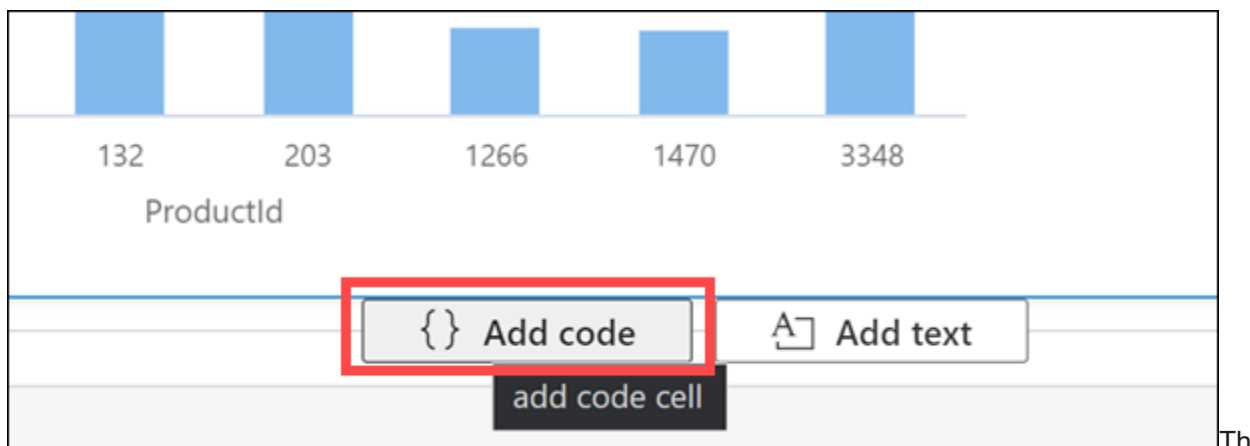 132 203 1266 1470 3348
ProductId
{} Add code A Add text
add code cell
Th